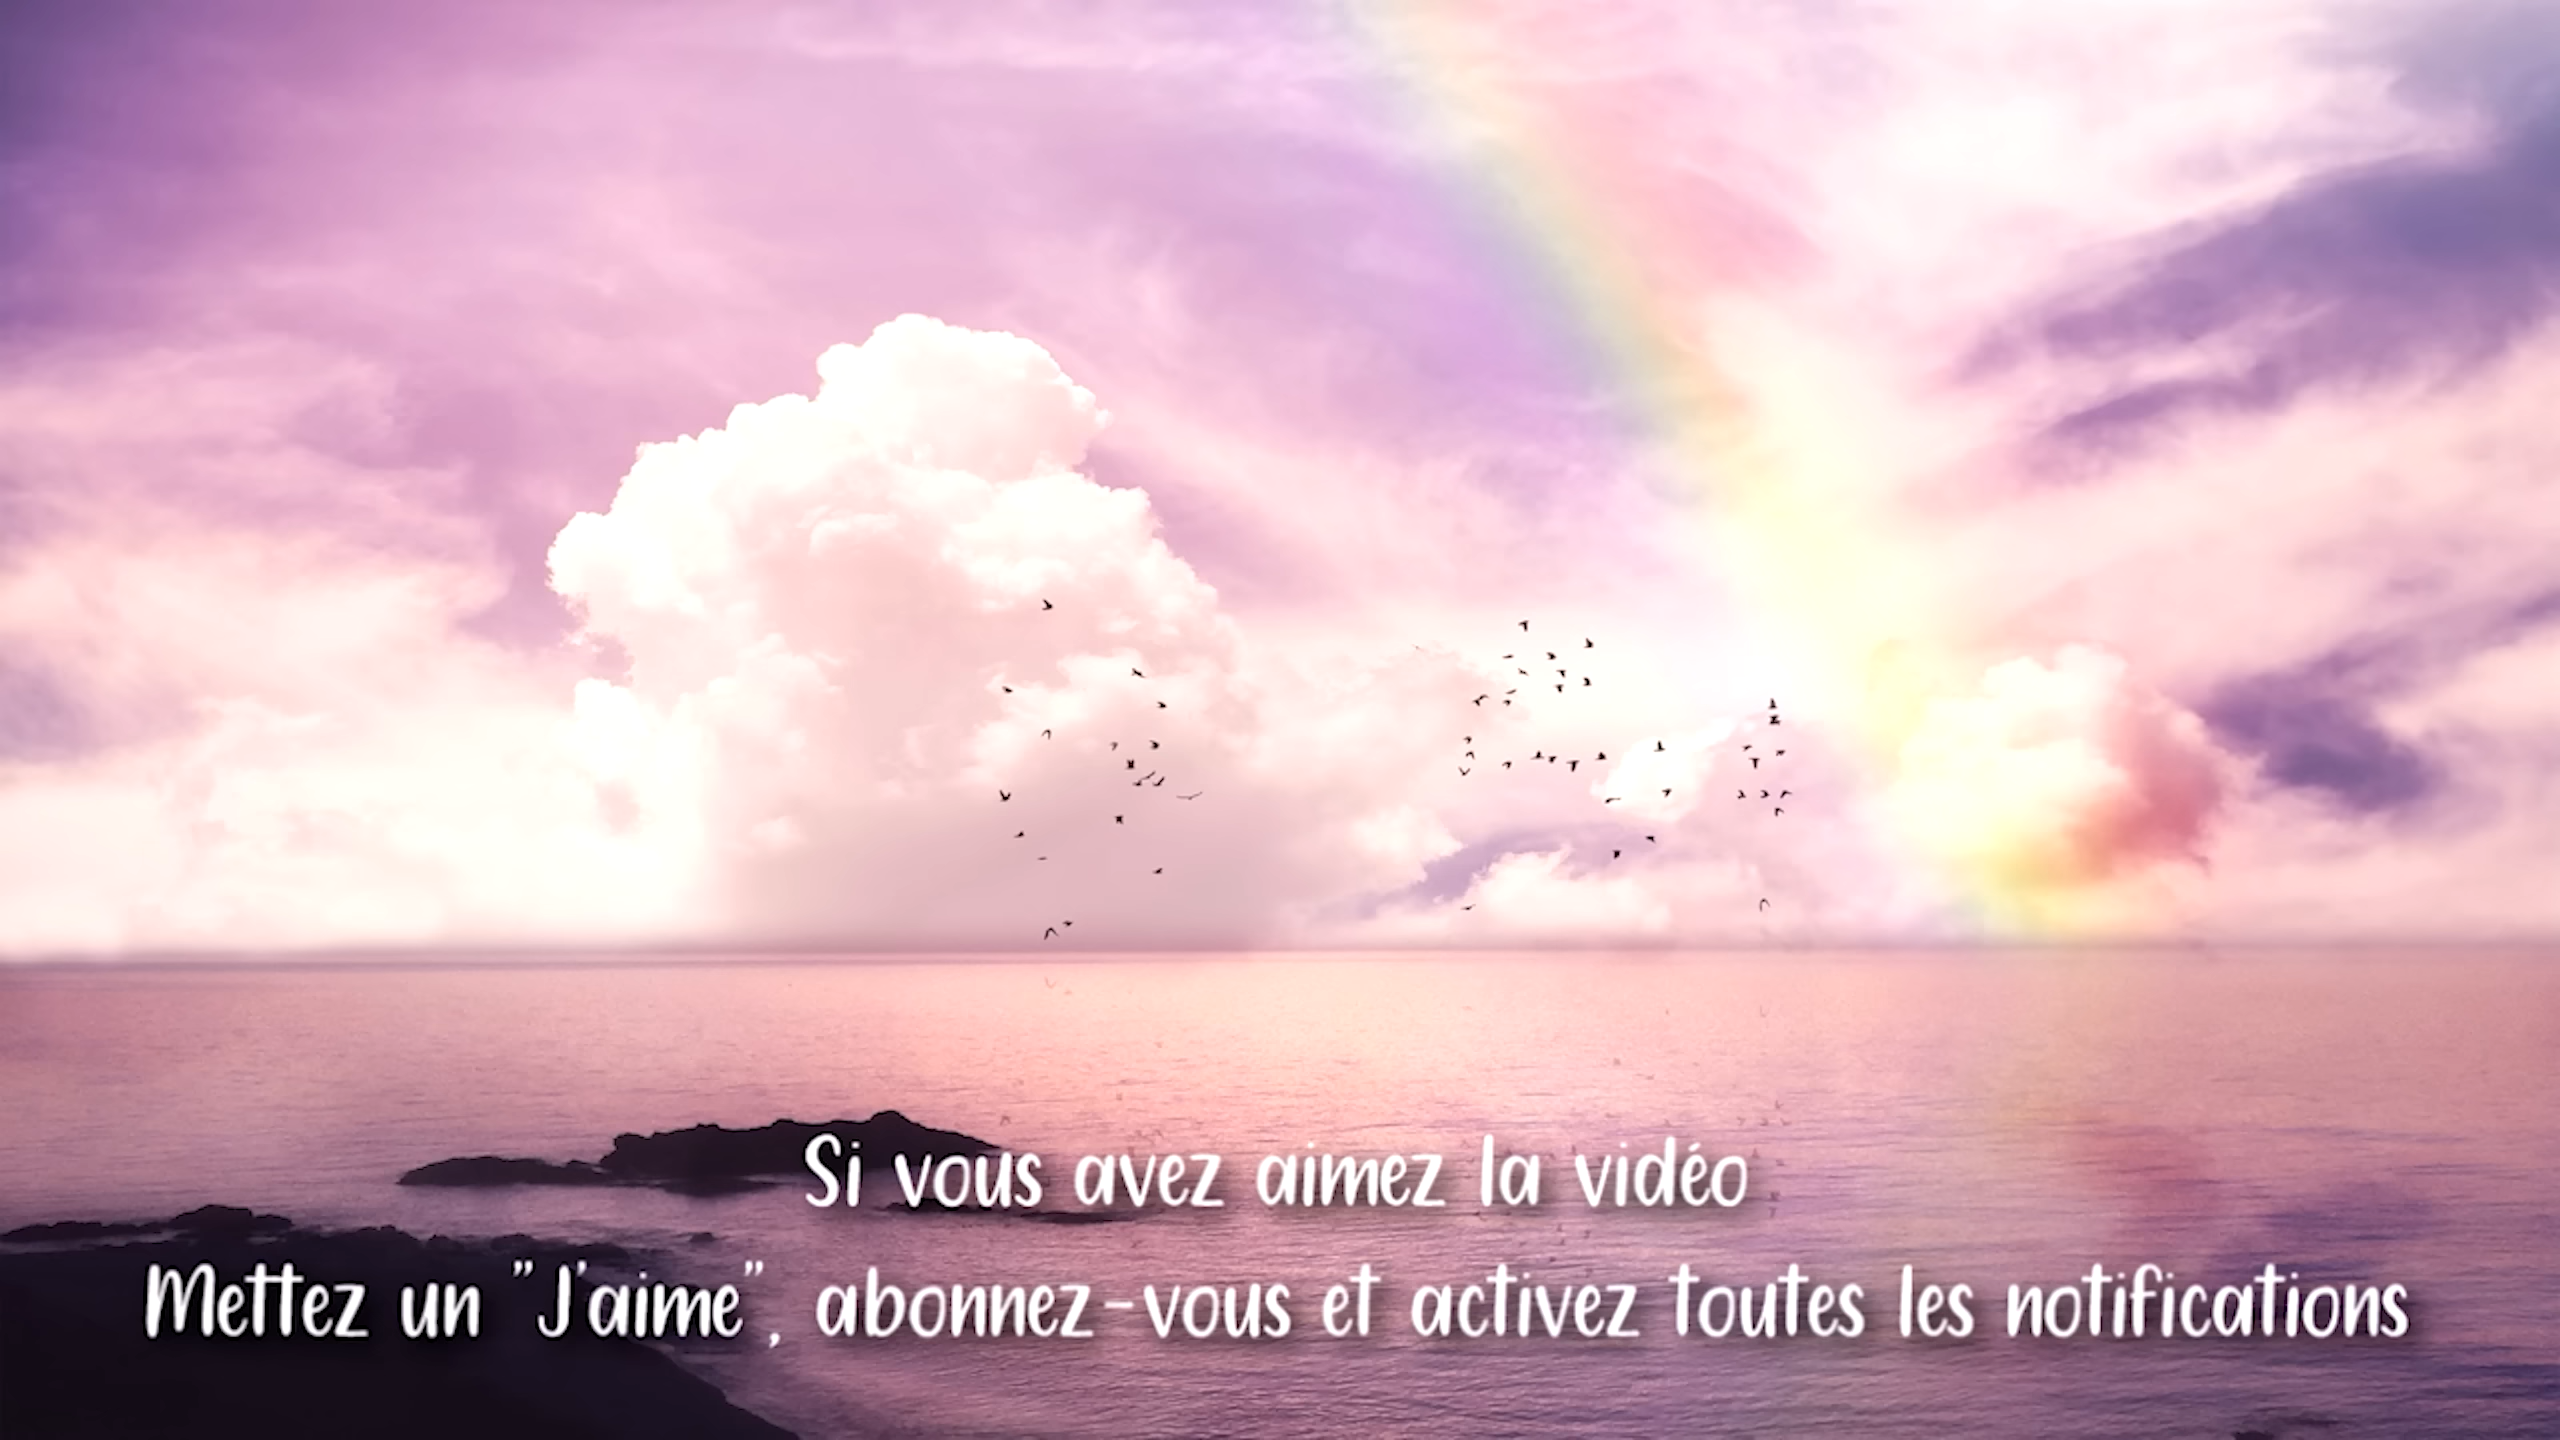 Si vous avez aimez la vidéo
Mettez un "J'aime", abonnez-vous et activez toutes les notifications